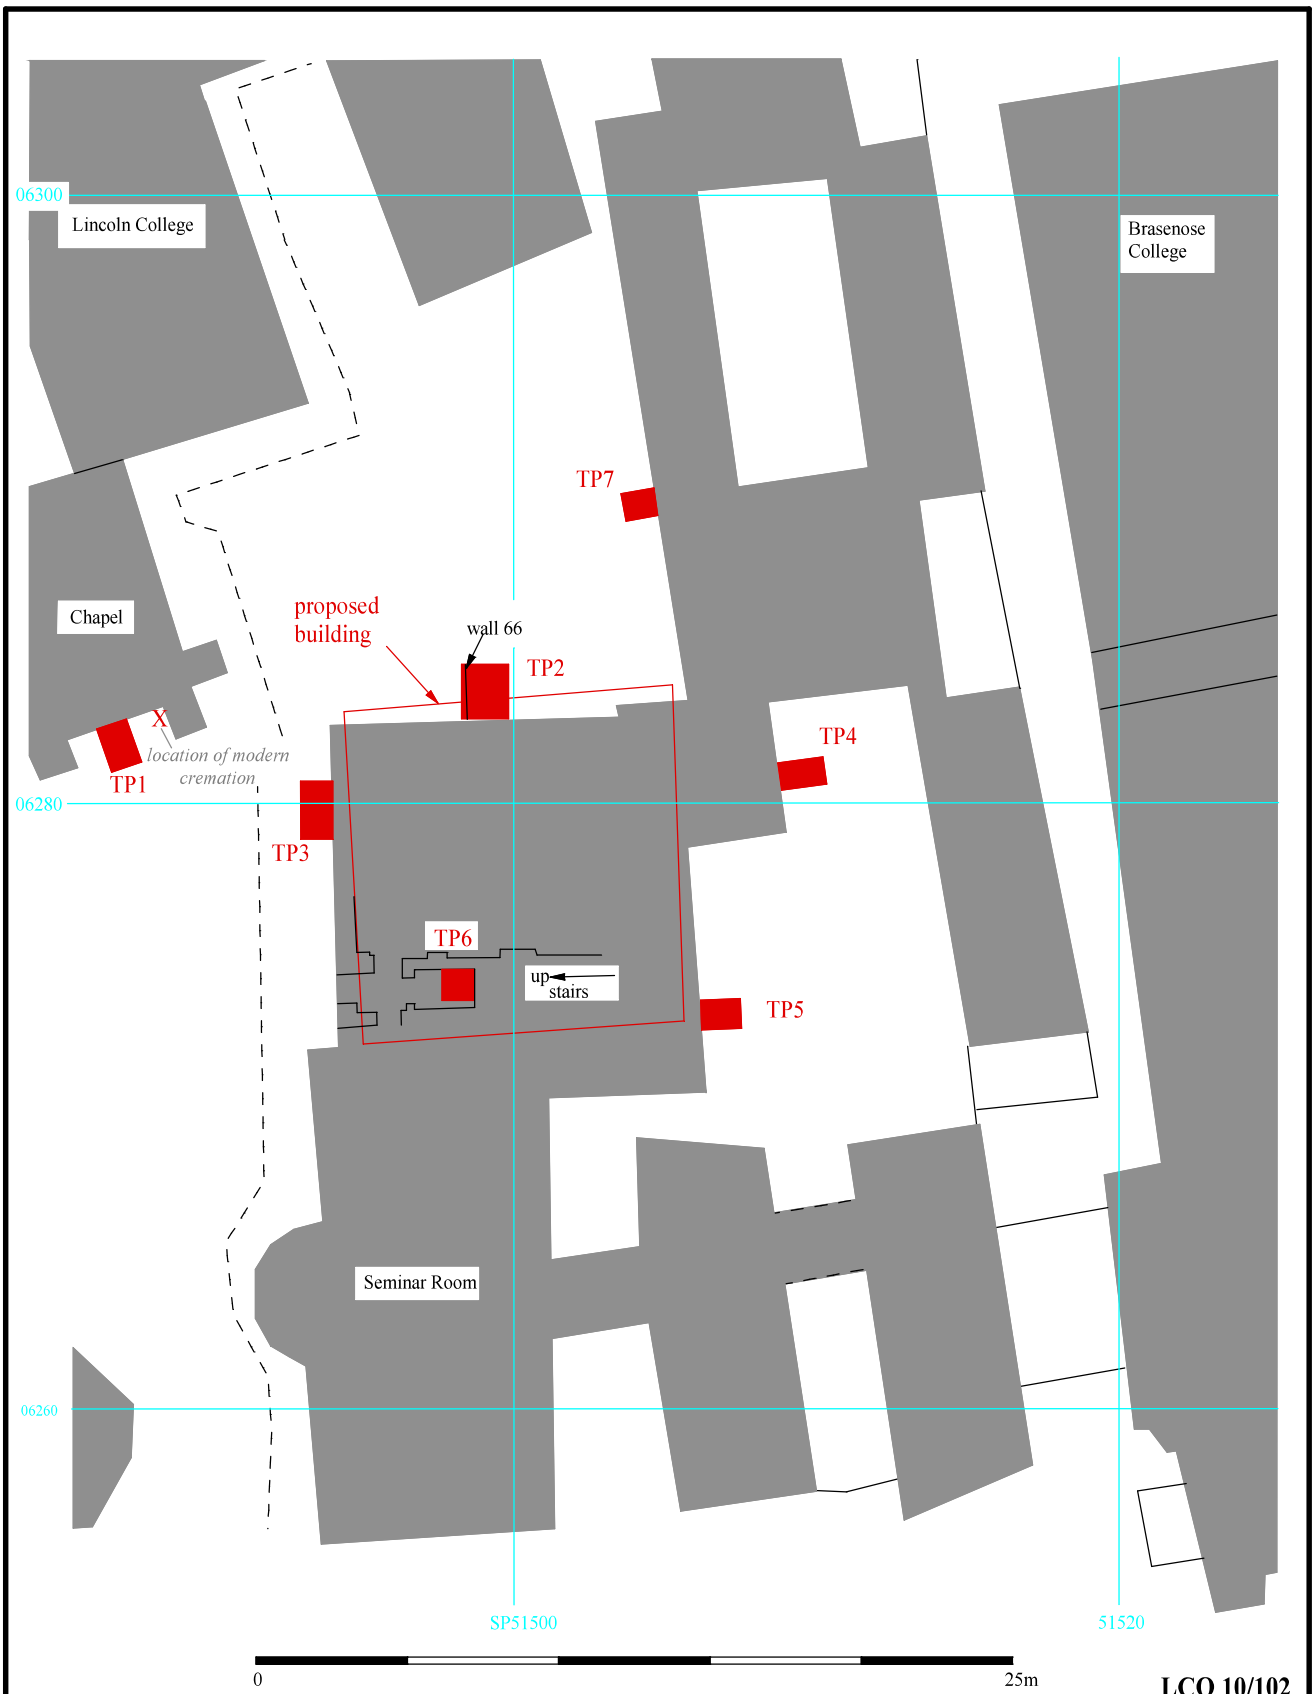 06300
Lincoln College
Brasenose
College
TP7
proposed
building
Chapel
wall 66
TP2
X
location of modern
cremation
TP1
TP4
06280
TP3
TP6
up
stairs
TP5
Seminar Room
06260
SP51500
51520
0
25m
LCO 10/102